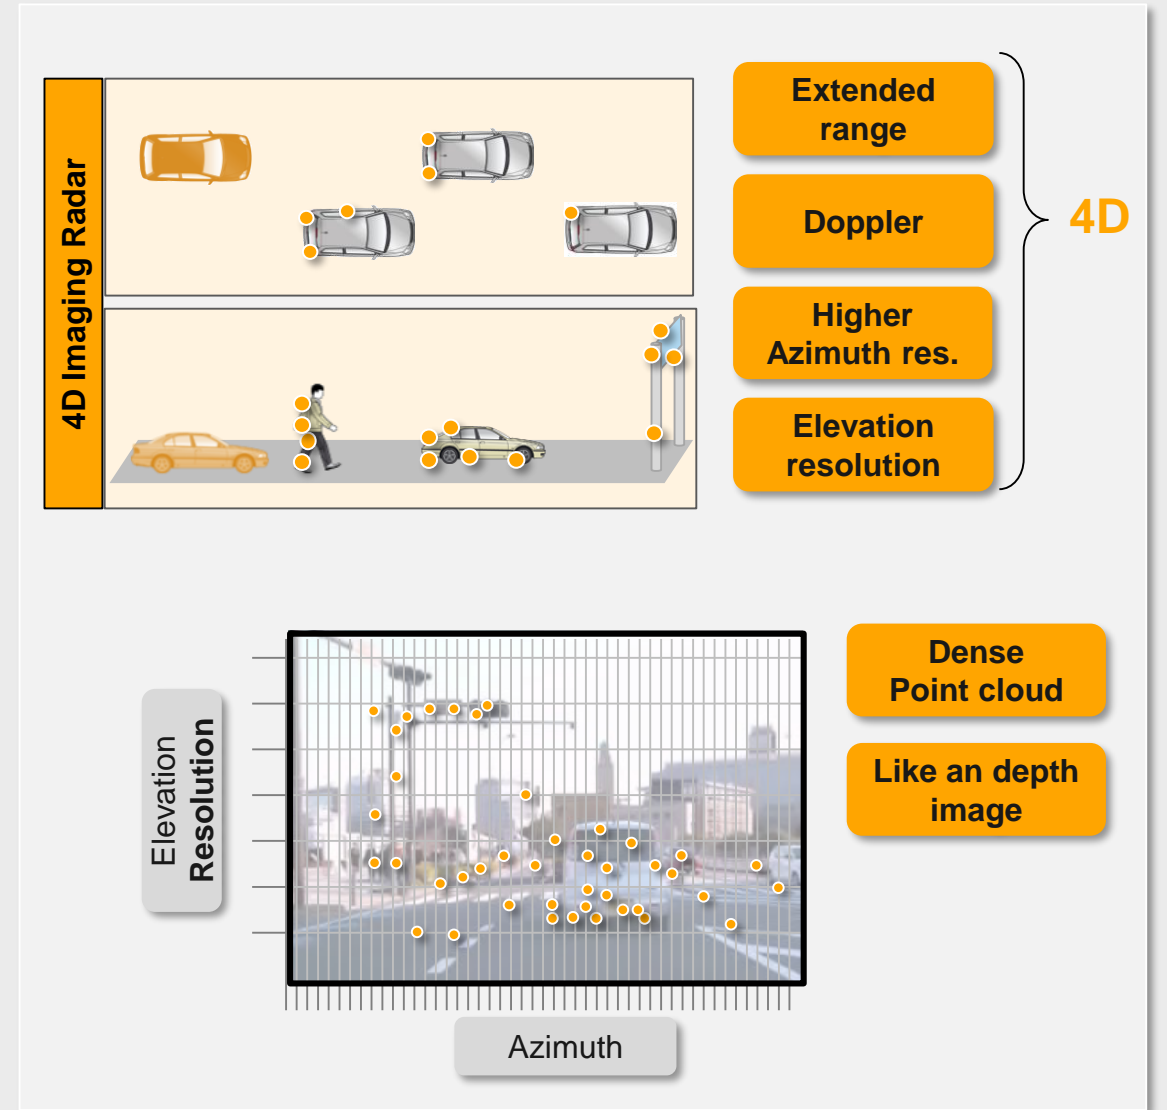 4D Imaging Radar
Extended
range
Doppler
Higher
Azimuth res.
Elevation
resolution
4D
Elevation
Resolution
Dense
Point cloud
Like an depth
image
Azimuth